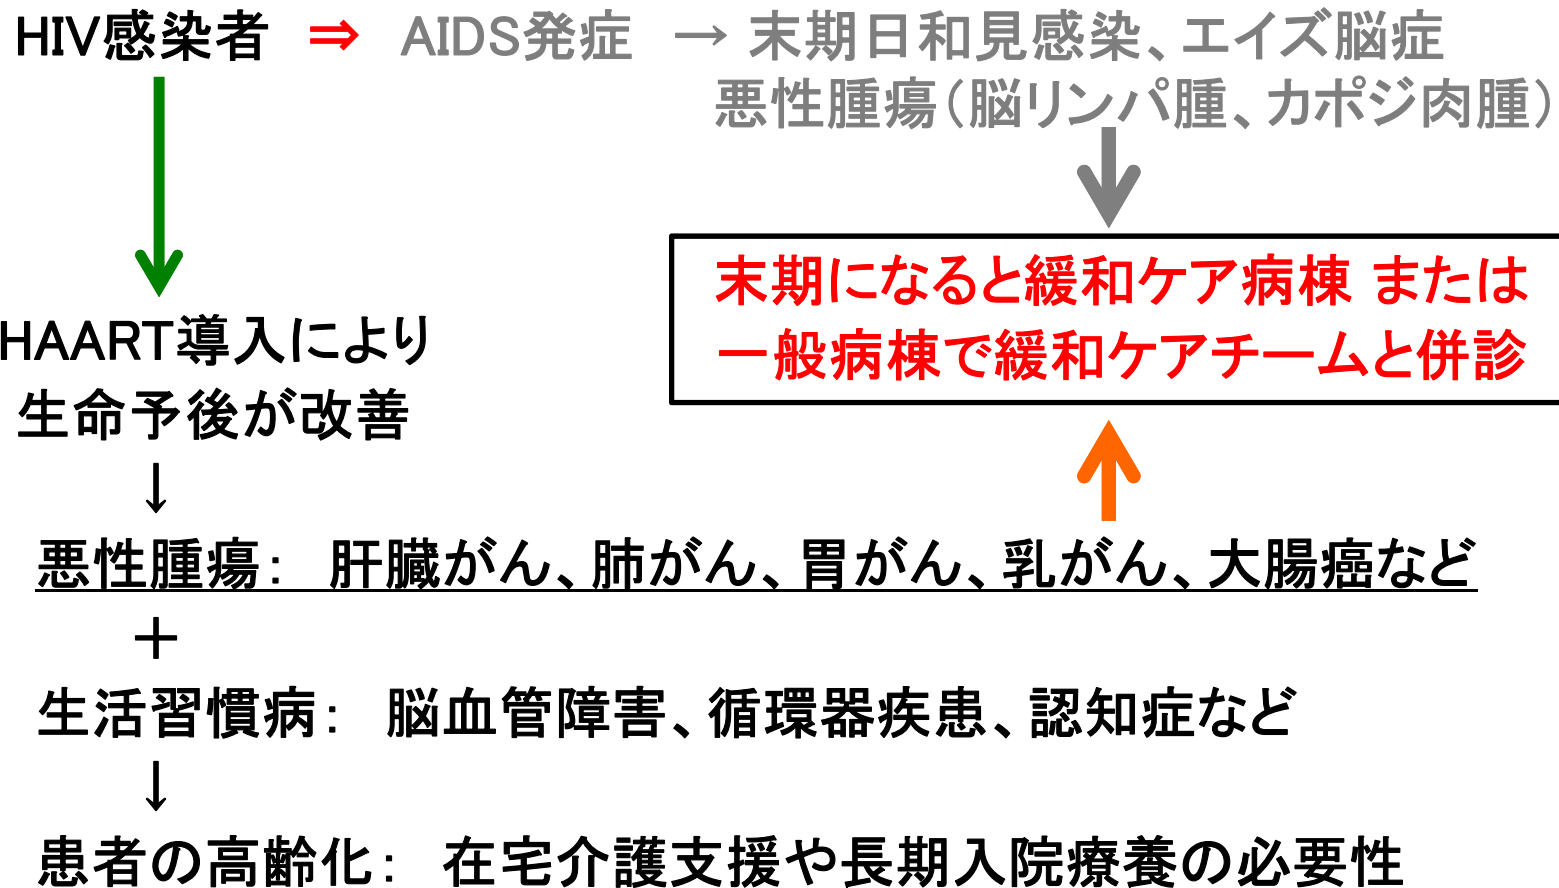 HIV感染者 ⇒ AIDS発症 → 末期日和見感染、エイズ脳症
悪性腫瘍(脳リンパ腫、カポジ肉腫)
末期になると緩和ケア病棟 または
一般病棟で緩和ケアチームと併診
HAART導入により
生命予後が改善
↓
悪性腫瘍: 肝臓がん、肺がん、胃がん、乳がん、大腸癌など
+
生活習慣病: 脳血管障害、循環器疾患、認知症など
↓
患者の高齢化: 在宅介護支援や長期入院療養の必要性